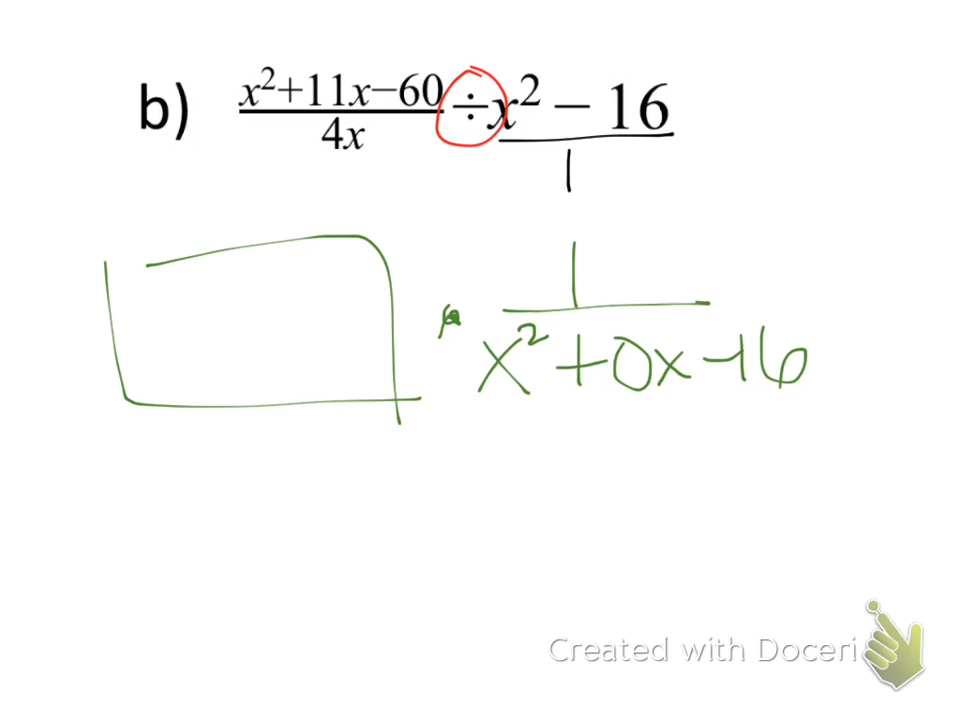 b) x²+11x−60 ÷ x² − 16
4x 1
1
· x² + 0x - 16
Created with Doceri